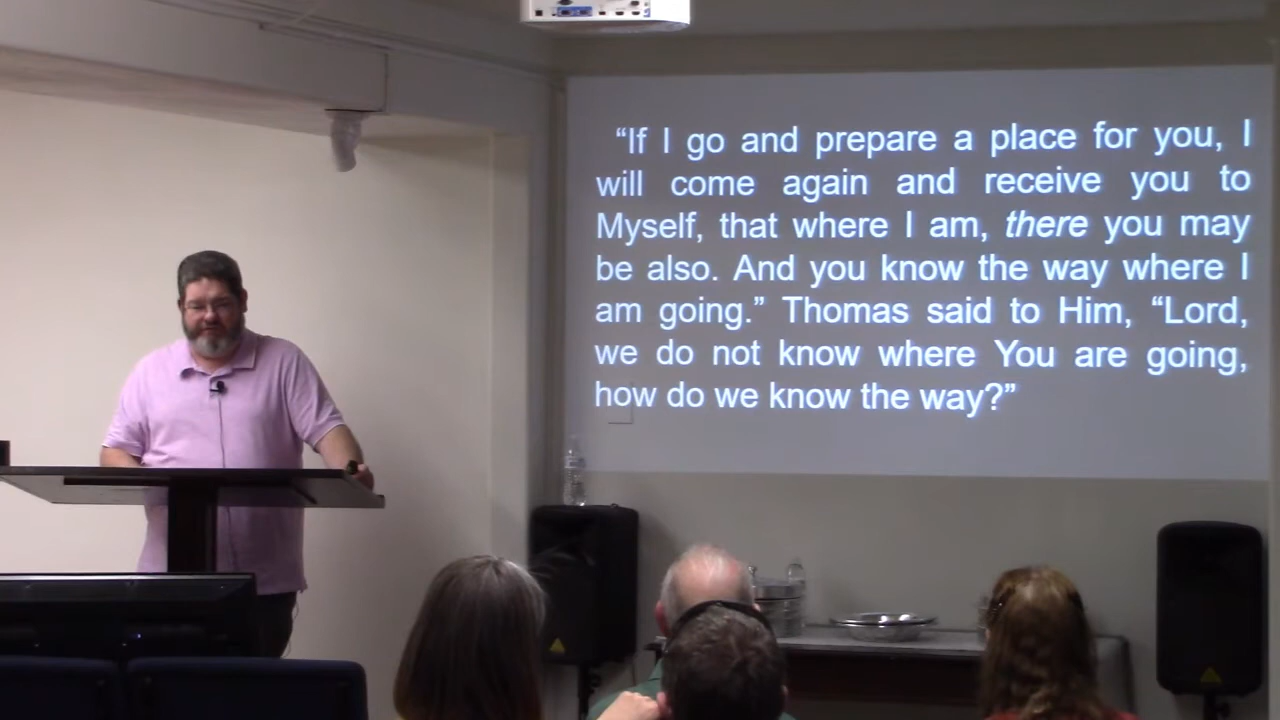 “If I go and prepare a place for you, I
will come again and receive you to
Myself, that where I am, there you may
be also. And you know the way where I
am going.” Thomas said to Him, “Lord,
we do not know where You are going,
how do we know the way?”